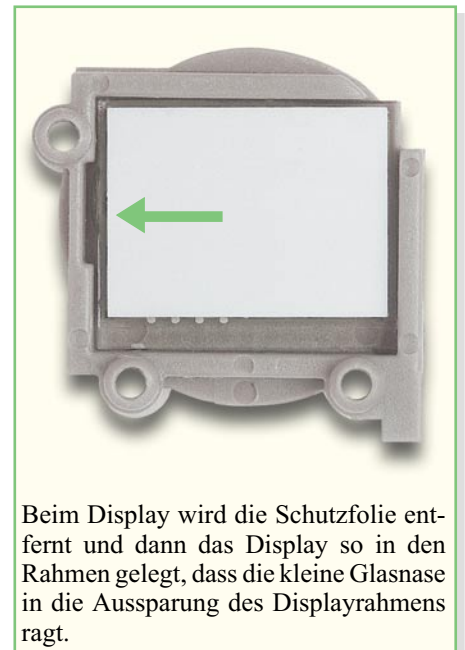 Beim Display wird die Schutzfolie ent-
fernt und dann das Display so in den
Rahmen gelegt, dass die kleine Glasnase
in die Aussparung des Displayrahmens
ragt.